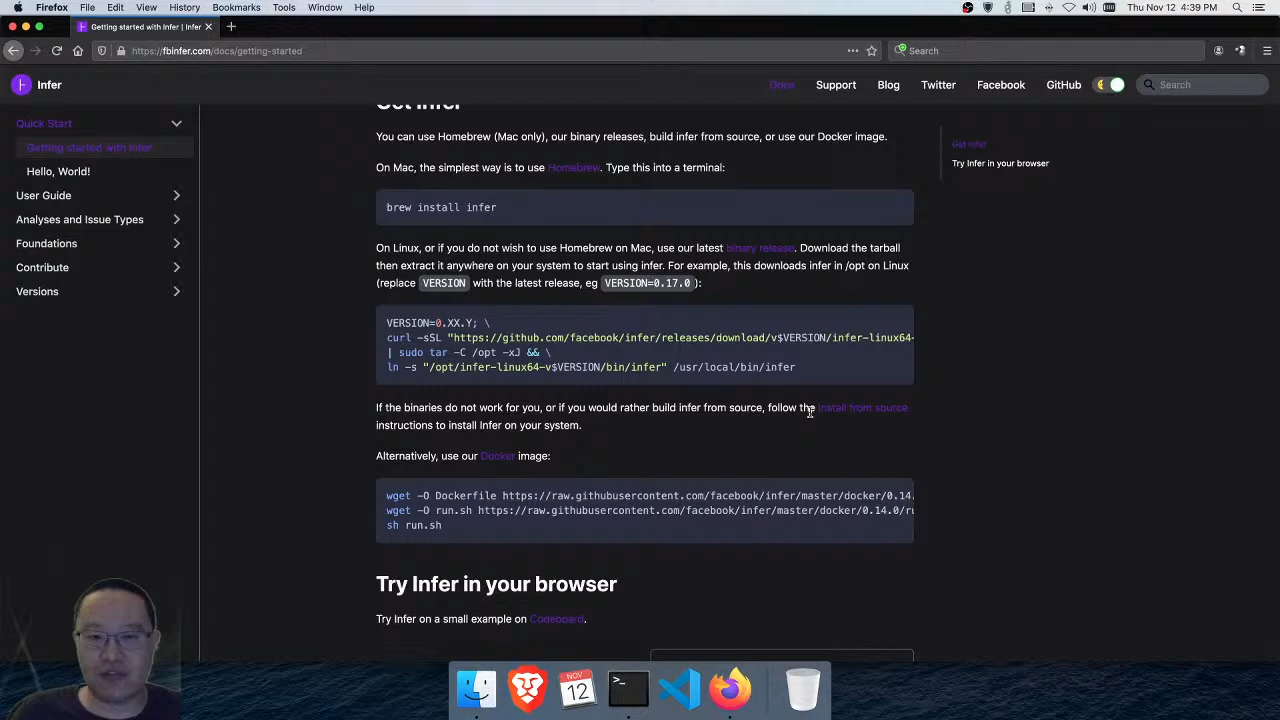 Firefox File Edit View History Bookmarks Tools Window Help Thu Nov 12 4:39 PM
Getting started with Infer | Infer
https://fbinfer.com/docs/getting-started
Search
Infer
Docs Support Blog Twitter Facebook GitHub Search
Quick Start
Getting started with Infer
Hello, World!
User Guide
Analyses and Issue Types
Foundations
Contribute
Versions
Get Infer
You can use Homebrew (Mac only), our binary releases, build infer from source, or use our Docker image.
On Mac, the simplest way is to use Homebrew. Type this into a terminal:
brew install infer
On Linux, or if you do not wish to use Homebrew on Mac, use our latest binary release. Download the tarball
then extract it anywhere on your system to start using infer. For example, this downloads infer in /opt on Linux
(replace VERSION with the latest release, eg VERSION=0.17.0):
VERSION=0.XX.Y; \
curl -sSL "https://github.com/facebook/infer/releases/download/v$VERSION/infer-linux64-
| sudo tar -C /opt -xJ && \
ln -s "/opt/infer-linux64-v$VERSION/bin/infer" /usr/local/bin/infer
If the binaries do not work for you, or if you would rather build infer from source, follow the install from source
instructions to install Infer on your system.
Alternatively, use our Docker image:
wget -O Dockerfile https://raw.githubusercontent.com/facebook/infer/master/docker/0.14.
wget -O run.sh https://raw.githubusercontent.com/facebook/infer/master/docker/0.14.0/ru
sh run.sh
Try Infer in your browser
Try Infer on a small example on Codeboard.
Get Infer
Try Infer in your browser
NOV
12
>_